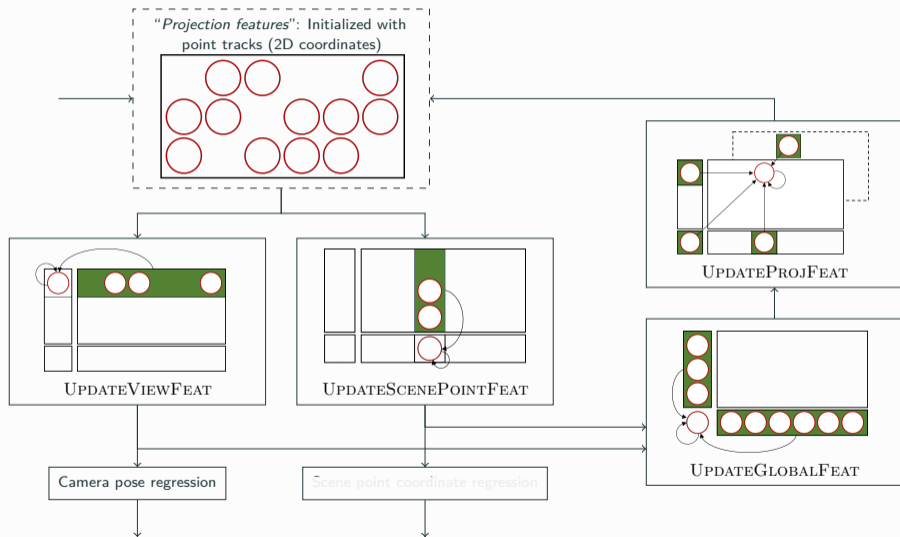 “Projection features”: Initialized with
point tracks (2D coordinates)
UPDATEPROJFEAT
UPDATEVIEWFEAT
UPDATESCENEPOINTFEAT
UPDATEGLOBALFEAT
Camera pose regression
Scene point coordinate regression